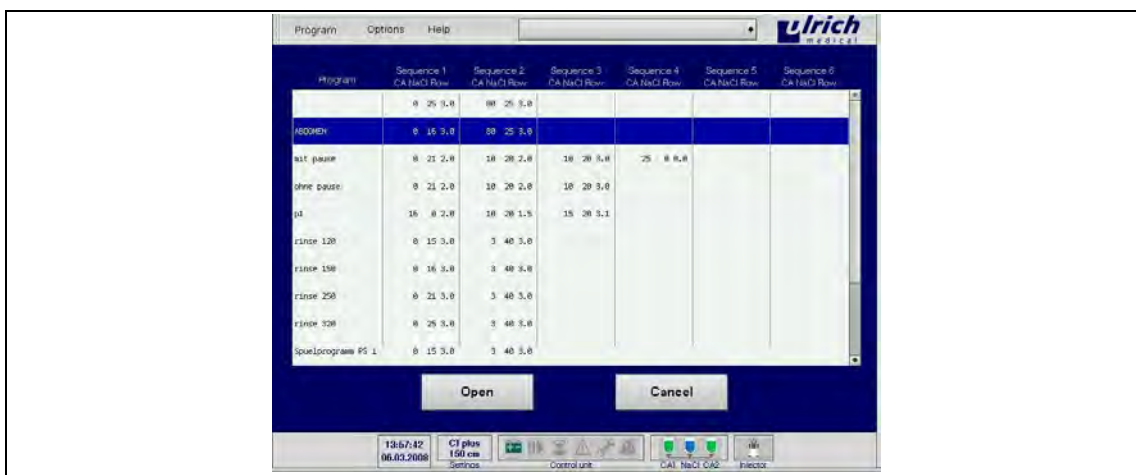 Program Options Help
ulrich
medical
Program Sequence 1 Sequence 2 Sequence 3 Sequence 4 Sequence 5 Sequence 6
CA NaCl Flow CA NaCl Flow CA NaCl Flow CA NaCl Flow CA NaCl Flow CA NaCl Flow
0 25 3.0 80 25 3.0
ABDOMEN 0 16 3.0 80 25 3.0
mit pause 0 21 2.0 10 20 2.0 10 20 3.0 25 0 0.0
ohne pause 0 21 2.0 10 20 2.0 10 20 3.0
p1 16 0 2.0 10 20 1.5 15 20 3.1
rinse 120 0 15 3.0 3 40 3.0
rinse 150 0 16 3.0 3 40 3.0
rinse 250 0 21 3.0 3 40 3.0
rinse 320 0 25 3.0 3 40 3.0
Spuelprogramm PS 1 0 15 3.0 3 40 3.0
Open Cancel
13:57:42 CT plus
06.03.2008 150 cm
Settings Control unit CA1 NaCl CA2 Injector